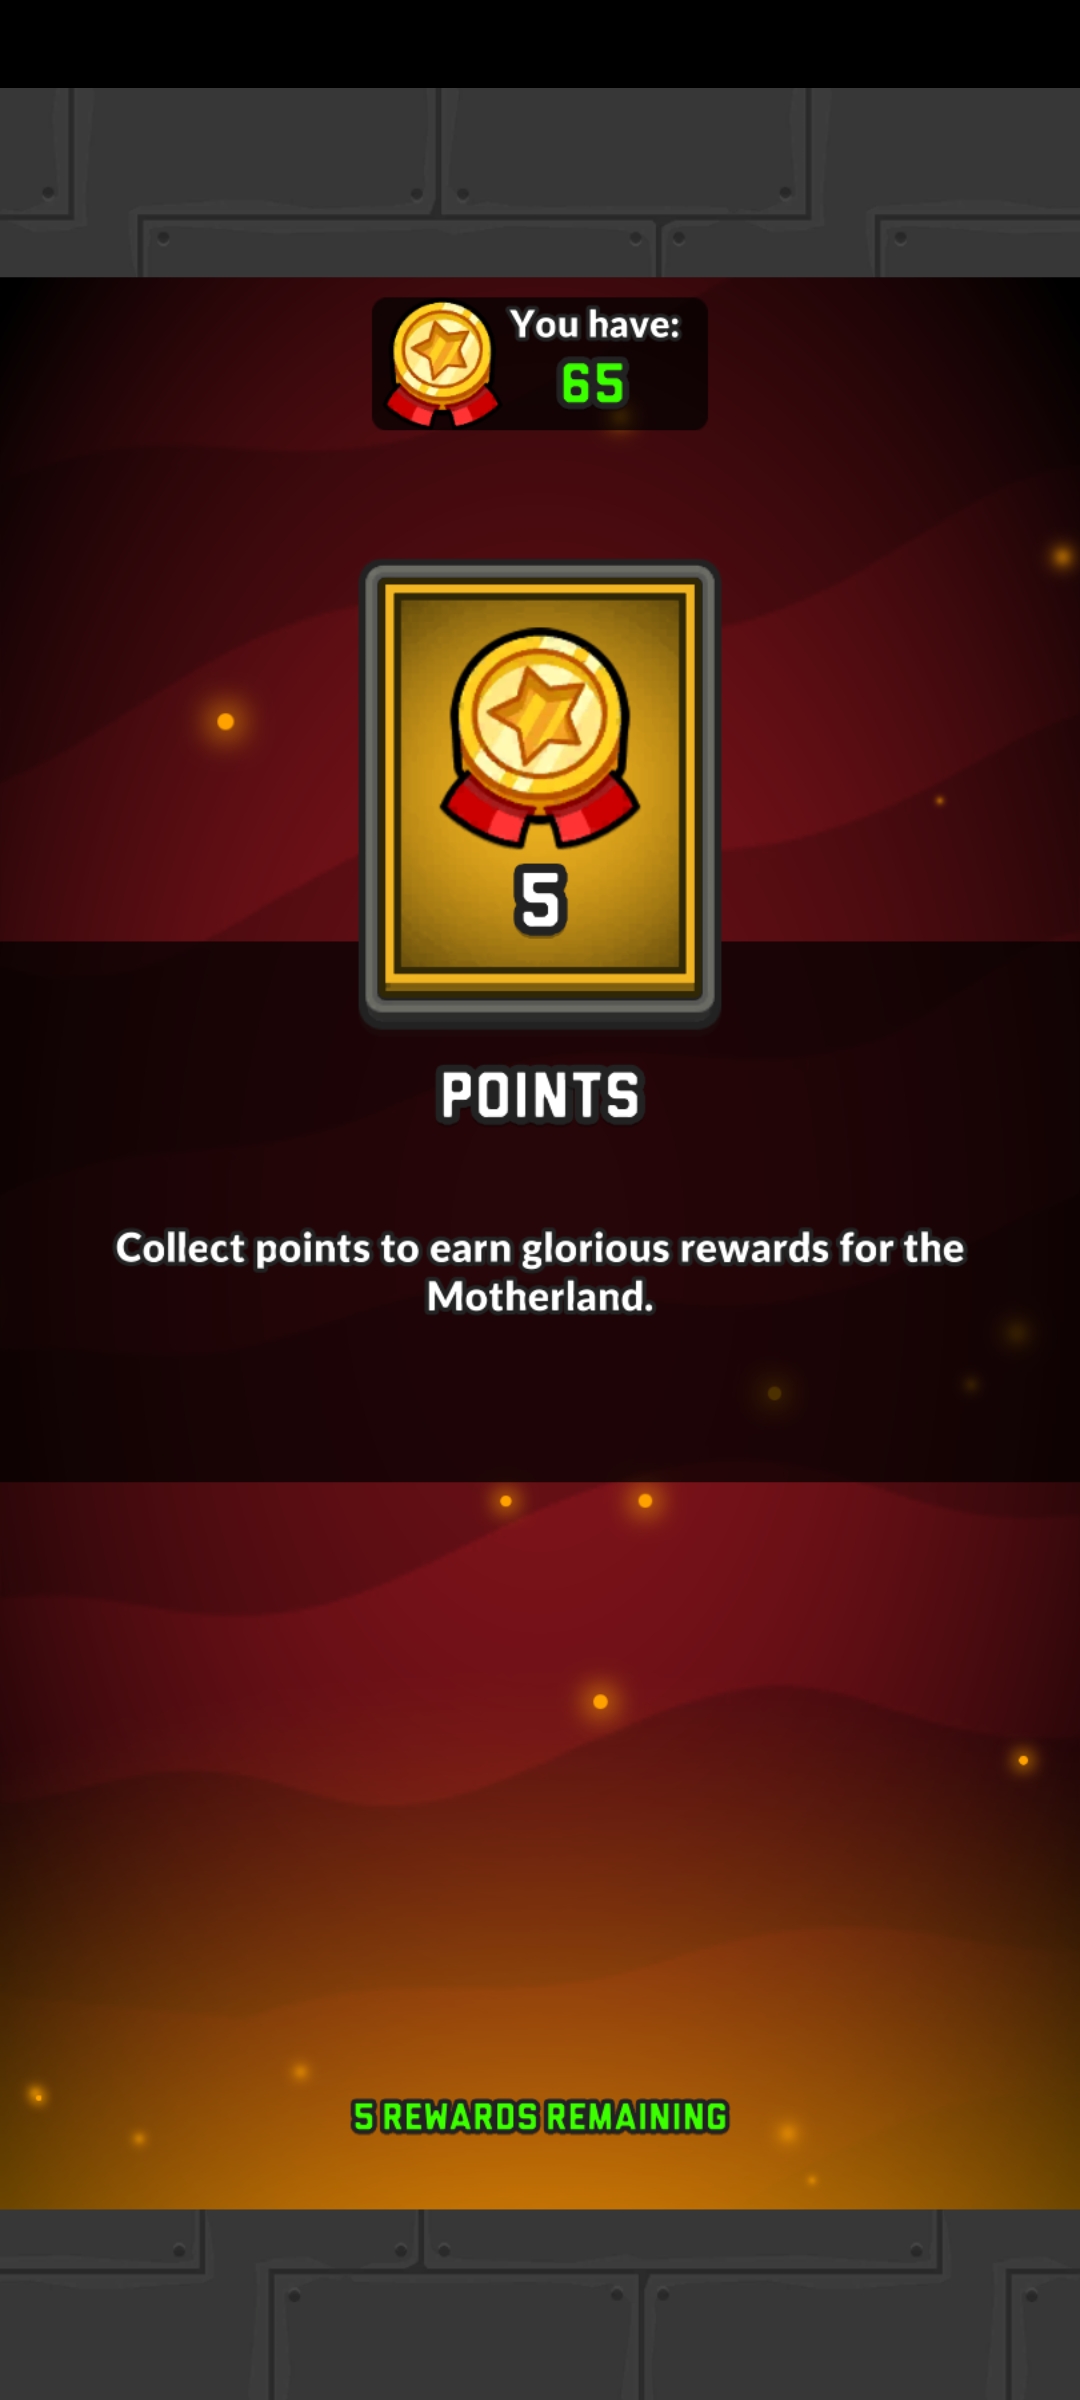 You have:
65
5
POINTS
Collect points to earn glorious rewards for the
Motherland.
5 REWARDS REMAINING